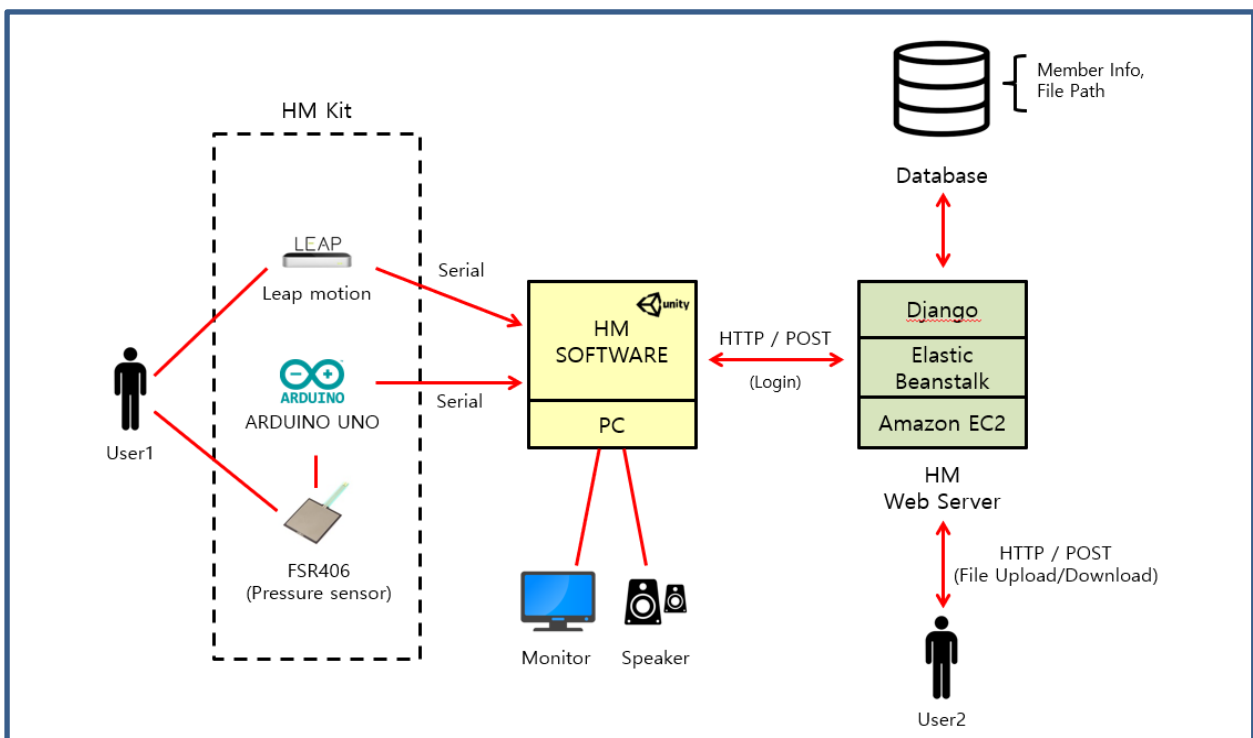 HM Kit
LEAP
Leap motion
ARDUINO
ARDUINO UNO
FSR406
(Pressure sensor)
User1
Serial
Serial
unity
HM
SOFTWARE
PC
Monitor
Speaker
HTTP / POST
(Login)
Member Info,
File Path
Database
Django
Elastic
Beanstalk
Amazon EC2
HM
Web Server
HTTP / POST
(File Upload/Download)
User2